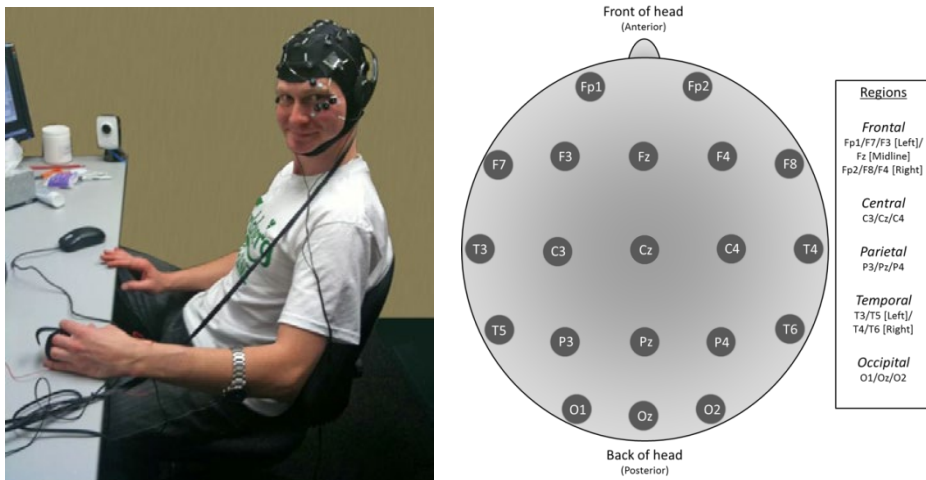 Front of head
(Anterior)
Fp1 Fp2
F7 F3 Fz F4 F8
T3 C3 Cz C4 T4
T5 P3 Pz P4 T6
O1 Oz O2
Back of head
(Posterior)
Regions
Frontal
Fp1/F7/F3 [Left]/
Fz [Midline]
Fp2/F8/F4 [Right]
Central
C3/Cz/C4
Parietal
P3/Pz/P4
Temporal
T3/T5 [Left]/
T4/T6 [Right]
Occipital
O1/Oz/O2